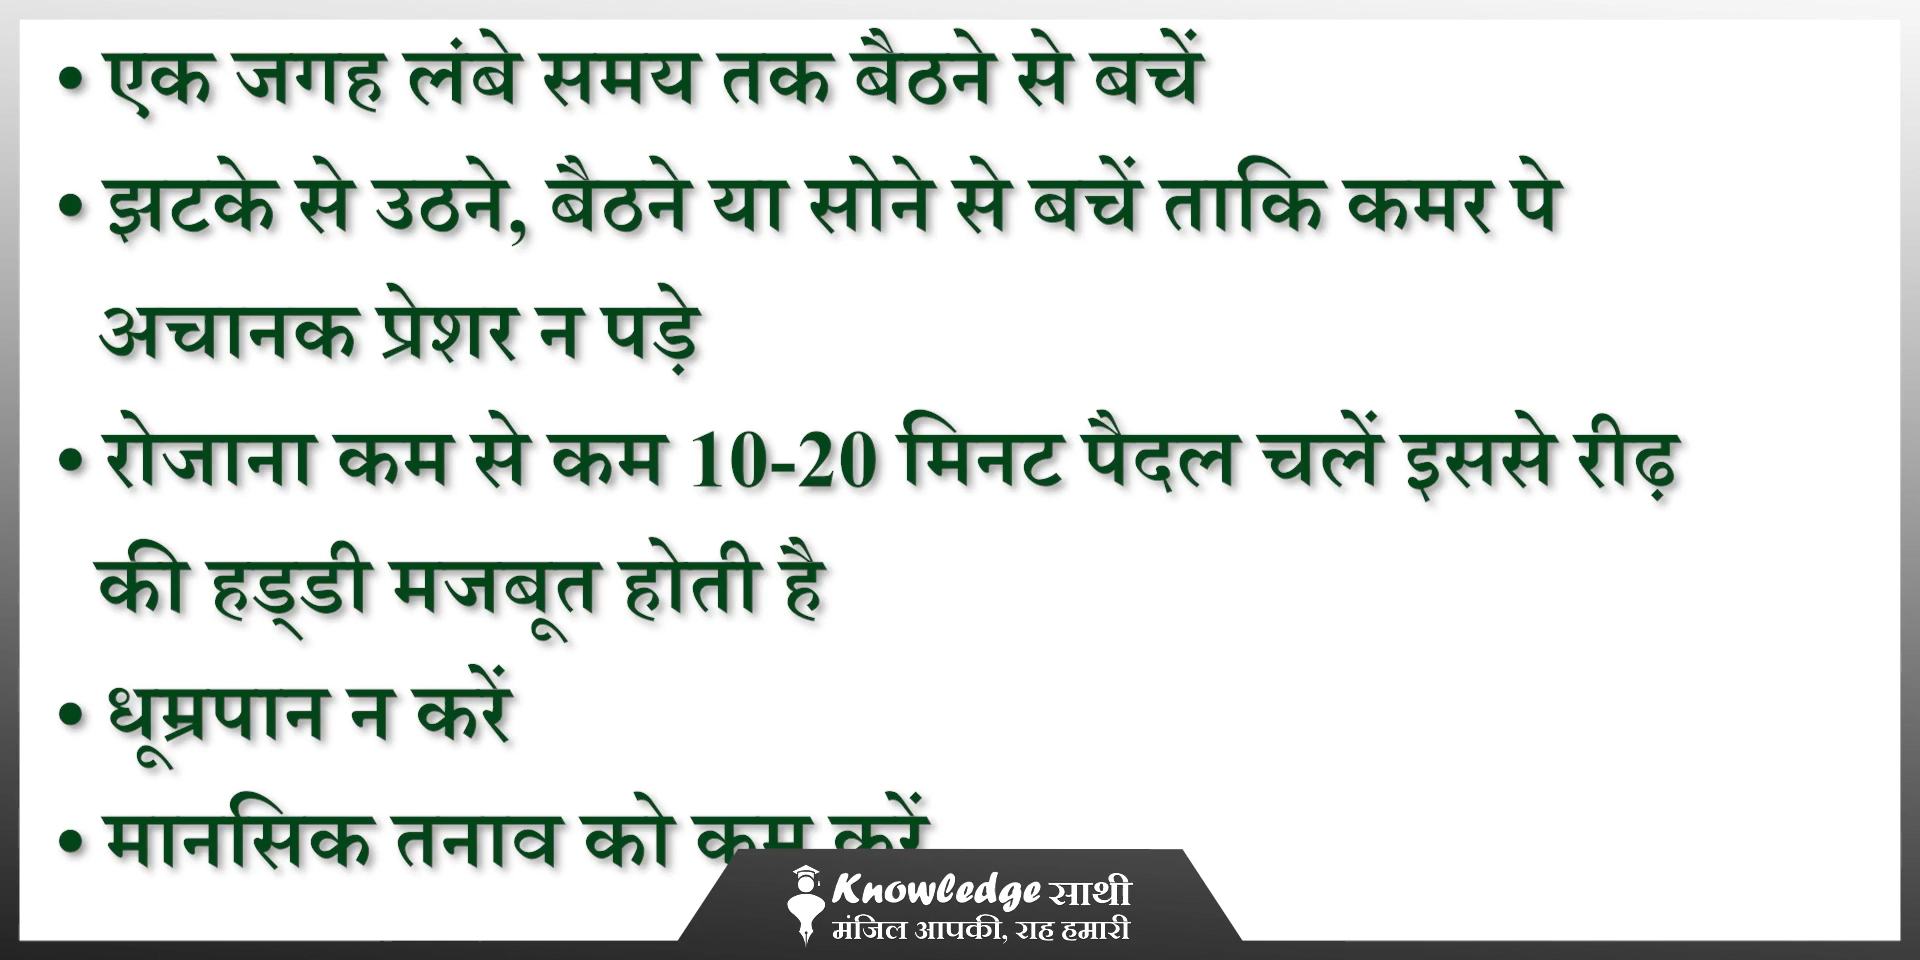 • एक जगह लंबे समय तक बैठने से बचें
• झटके से उठने, बैठने या सोने से बचें ताकि कमर पे
अचानक प्रेशर न पड़े
• रोजाना कम से कम 10-20 मिनट पैदल चलें इससे रीढ़
की हड्डी मजबूत होती है
• धूम्रपान न करें
• मानसिक तनाव को कम करें
Knowledge साथी
मंजिल आपकी, राह हमारी